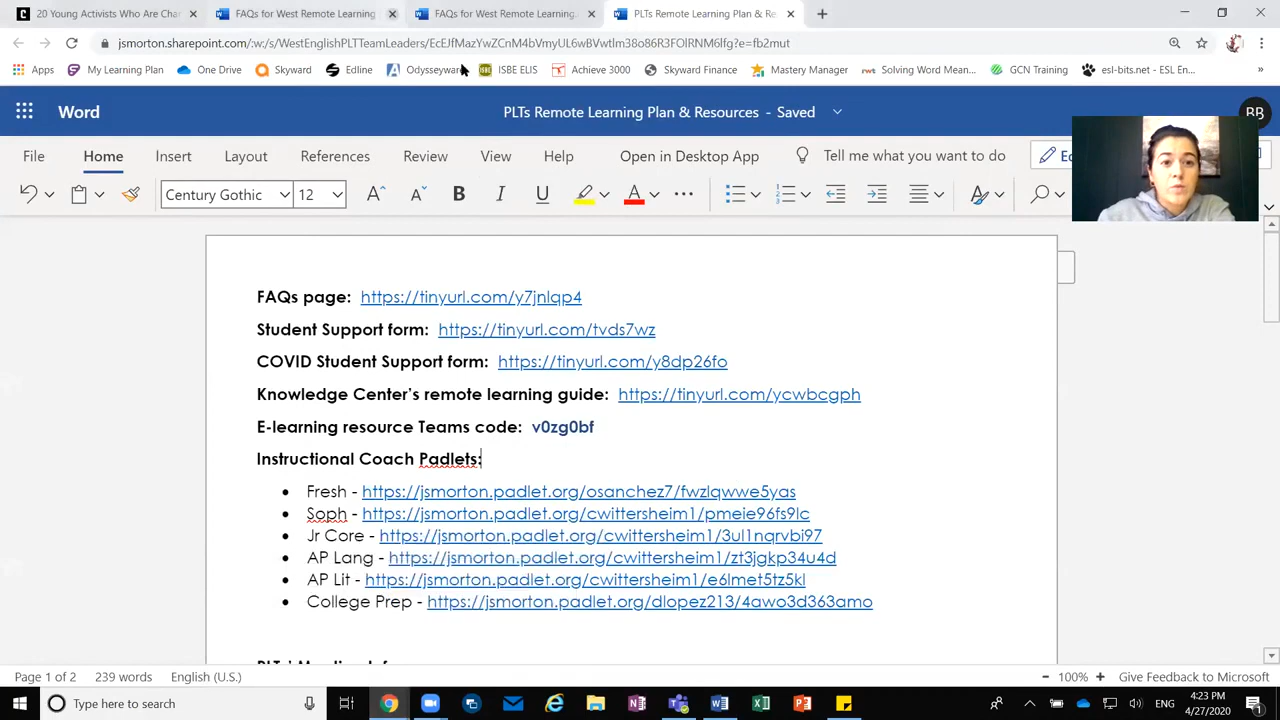 20 Young Activists Who Are Char
FAQs for West Remote Learning
FAQs for West Remote Learning.
PLTs Remote Learning Plan & Re
jsmorton.sharepoint.com/:w:/s/WestEnglishPLTTeamLeaders/EcEJfMazYwZCnM4bVmyUL6wBVwtlm38o86R3FOlRNM6lfg?e=fb2mut
Apps My Learning Plan One Drive Skyward Edline Odysseyware ISBE ELIS Achieve 3000 Skyward Finance Mastery Manager Solving Word Mean... GCN Training esl-bits.net - ESL En...
Word PLTs Remote Learning Plan & Resources - Saved BB
File Home Insert Layout References Review View Help Open in Desktop App Tell me what you want to do
Century Gothic 12 B I U A
FAQs page: https://tinyurl.com/y7jnlqp4
Student Support form: https://tinyurl.com/tvds7wz
COVID Student Support form: https://tinyurl.com/y8dp26fo
Knowledge Center's remote learning guide: https://tinyurl.com/ycwbcgph
E-learning resource Teams code: v0zg0bf
Instructional Coach Padlets:
• Fresh - https://jsmorton.padlet.org/osanchez7/fwzlqwwe5yas
• Soph - https://jsmorton.padlet.org/cwittersheim1/pmeie96fs9lc
• Jr Core - https://jsmorton.padlet.org/cwittersheim1/3ul1nqrvbi97
• AP Lang - https://jsmorton.padlet.org/cwittersheim1/zt3jgkp34u4d
• AP Lit - https://jsmorton.padlet.org/cwittersheim1/e6lmet5tz5kl
• College Prep - https://jsmorton.padlet.org/dlopez213/4awo3d363amo
Page 1 of 2 239 words English (U.S.) 100% Give Feedback to Microsoft
Type here to search ENG 4:23 PM
4/27/2020